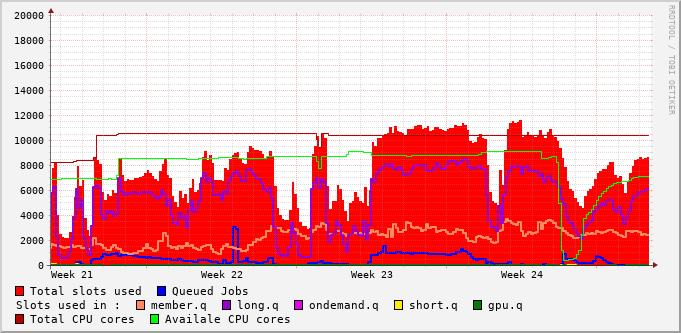 20000
18000
16000
14000
12000
10000
8000
6000
4000
2000
0
Week 21 Week 22 Week 23 Week 24
RRDTOOL / TOBI OETIKER
Total slots used Queued Jobs
Slots used in : member.q long.q ondemand.q short.q gpu.q
Total CPU cores Availale CPU cores